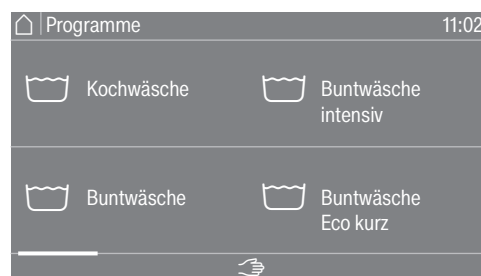 Programme 11:02
Kochwäsche
Buntwäsche
intensiv
Buntwäsche
Buntwäsche
Eco kurz